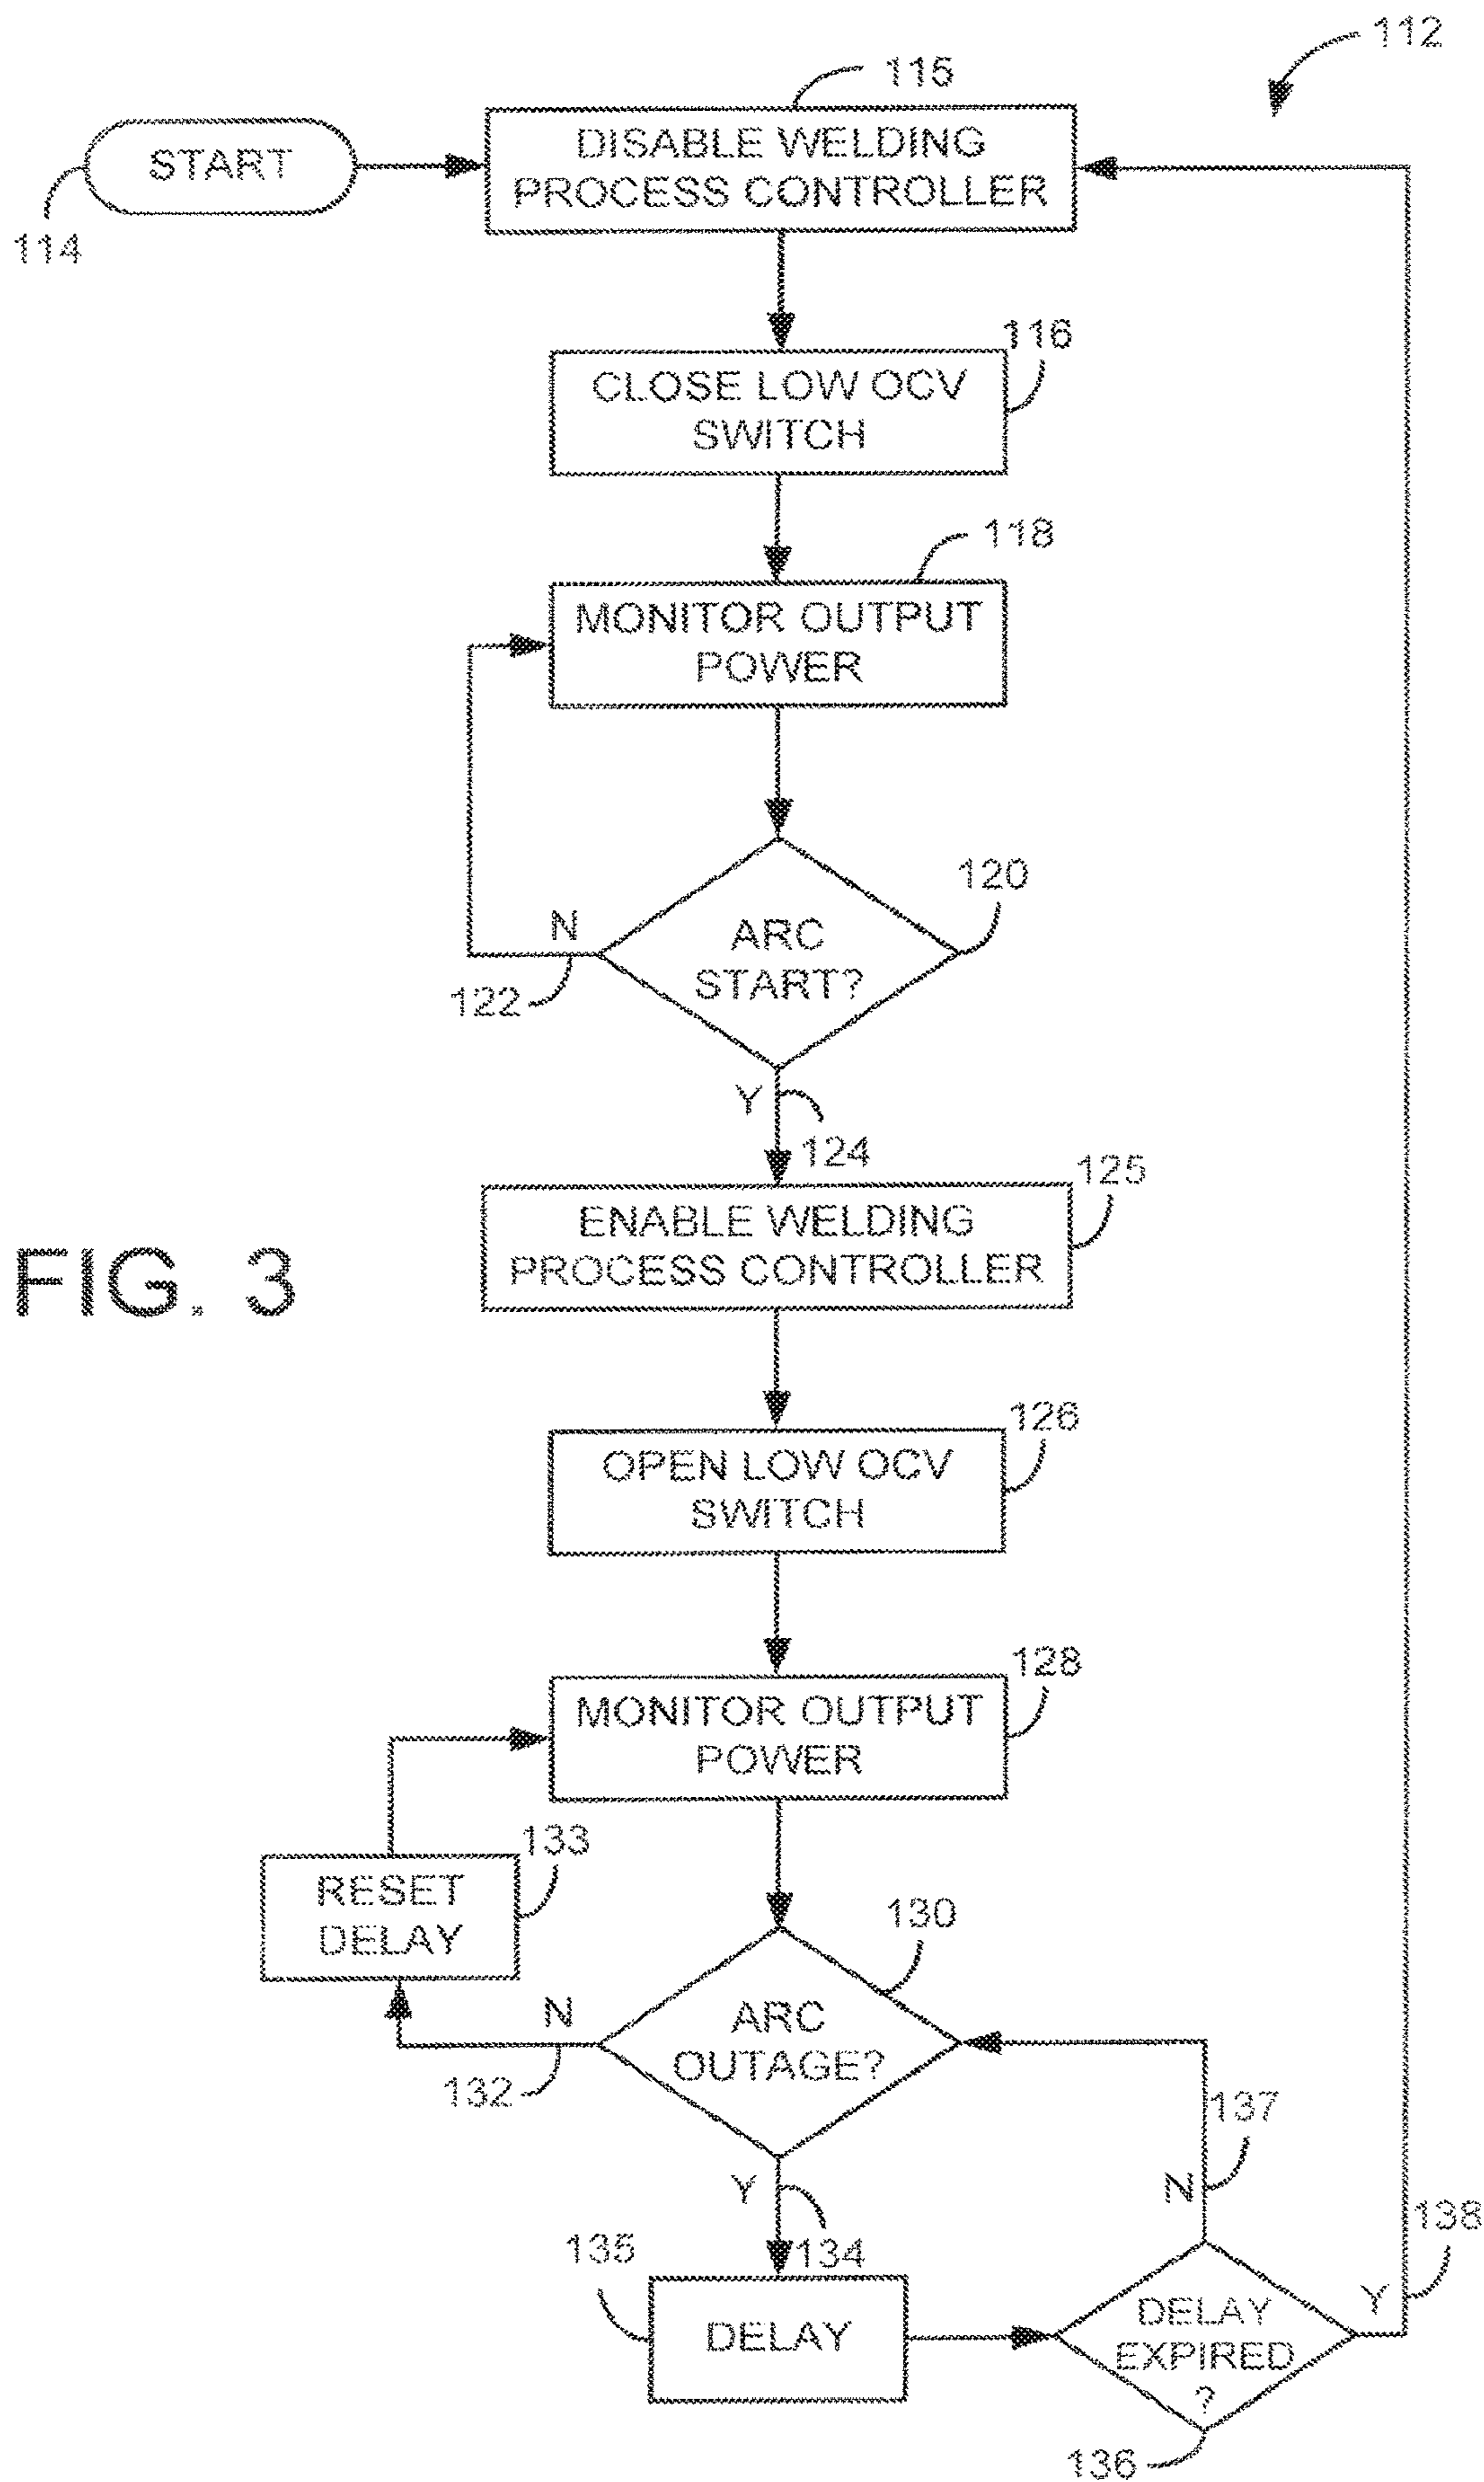 112
115
START
DISABLE WELDING
PROCESS CONTROLLER
114
116
CLOSE LOW OCV
SWITCH
118
MONITOR OUTPUT
POWER
120
N
ARC
START?
122
Y
124
125
ENABLE WELDING
PROCESS CONTROLLER
FIG. 3
126
OPEN LOW OCV
SWITCH
128
MONITOR OUTPUT
POWER
133
RESET
DELAY
130
N
ARC
OUTAGE?
132
137
Y
N
138
135
134
Y
DELAY
DELAY
EXPIRED
?
136